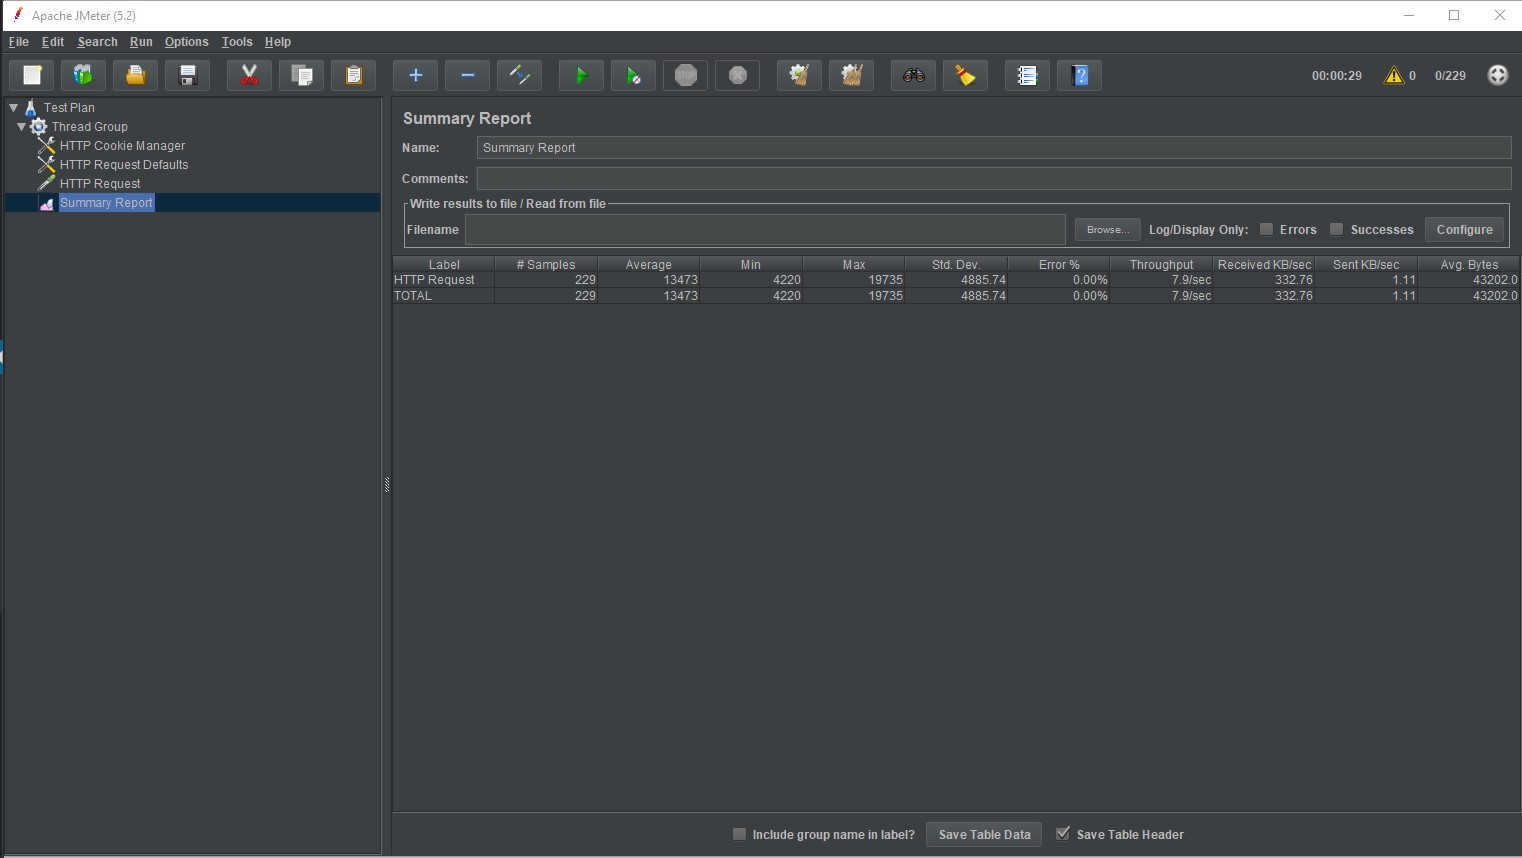 Apache JMeter (5.2)
File Edit Search Run Options Tools Help
STOP
00:00:29 0 0/229
Test Plan
Thread Group
HTTP Cookie Manager
HTTP Request Defaults
HTTP Request
Summary Report
Summary Report
Name: Summary Report
Comments:
Write results to file / Read from file
Filename Browse... Log/Display Only: Errors Successes Configure
Label # Samples Average Min Max Std. Dev. Error % Throughput Received KB/sec Sent KB/sec Avg. Bytes
HTTP Request 229 13473 4220 19735 4885.74 0.00% 7.9/sec 332.76 1.11 43202.0
TOTAL 229 13473 4220 19735 4885.74 0.00% 7.9/sec 332.76 1.11 43202.0
Include group name in label? Save Table Data Save Table Header